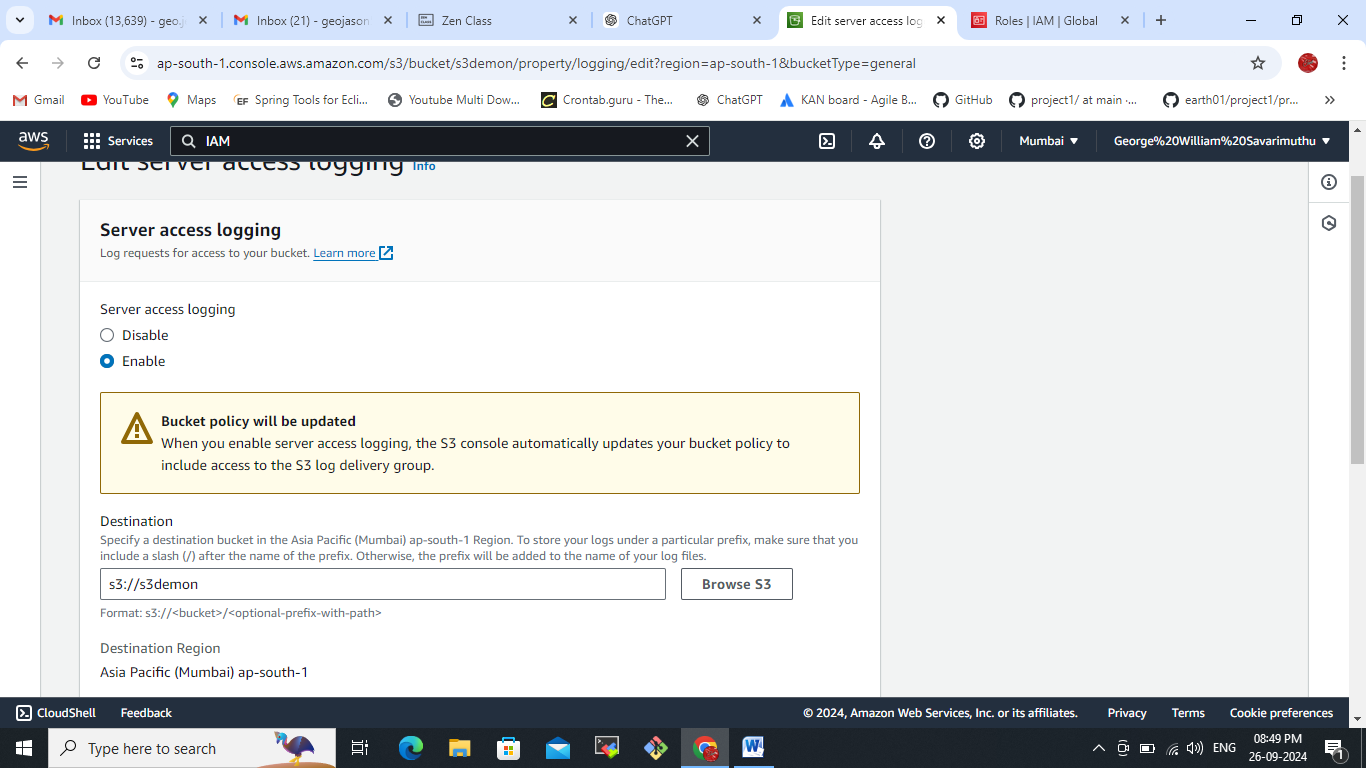 Inbox (13,639) - geo.j
Inbox (21) - geojason
Zen Class
ChatGPT
Edit server access log
Roles | IAM | Global
ap-south-1.console.aws.amazon.com/s3/bucket/s3demon/property/logging/edit?region=ap-south-1&bucketType=general
Gmail
YouTube
Maps
EF
Spring Tools for Ecli...
Youtube Multi Dow...
Crontab.guru - The...
ChatGPT
KAN board - Agile B...
GitHub
project1/ at main ·...
earth01/project1/pr...
aws
Services
IAM
Mumbai
George%20William%20Savarimuthu
Edit server access logging Info
Server access logging
Log requests for access to your bucket. Learn more
Server access logging
Disable
Enable
Bucket policy will be updated
When you enable server access logging, the S3 console automatically updates your bucket policy to
include access to the S3 log delivery group.
Destination
Specify a destination bucket in the Asia Pacific (Mumbai) ap-south-1 Region. To store your logs under a particular prefix, make sure that you
include a slash (/) after the name of the prefix. Otherwise, the prefix will be added to the name of your log files.
s3://s3demon
Browse S3
Format: s3://<bucket>/<optional-prefix-with-path>
Destination Region
Asia Pacific (Mumbai) ap-south-1
CloudShell
Feedback
© 2024, Amazon Web Services, Inc. or its affiliates.
Privacy
Terms
Cookie preferences
Type here to search
ENG
08:49 PM
26-09-2024
1